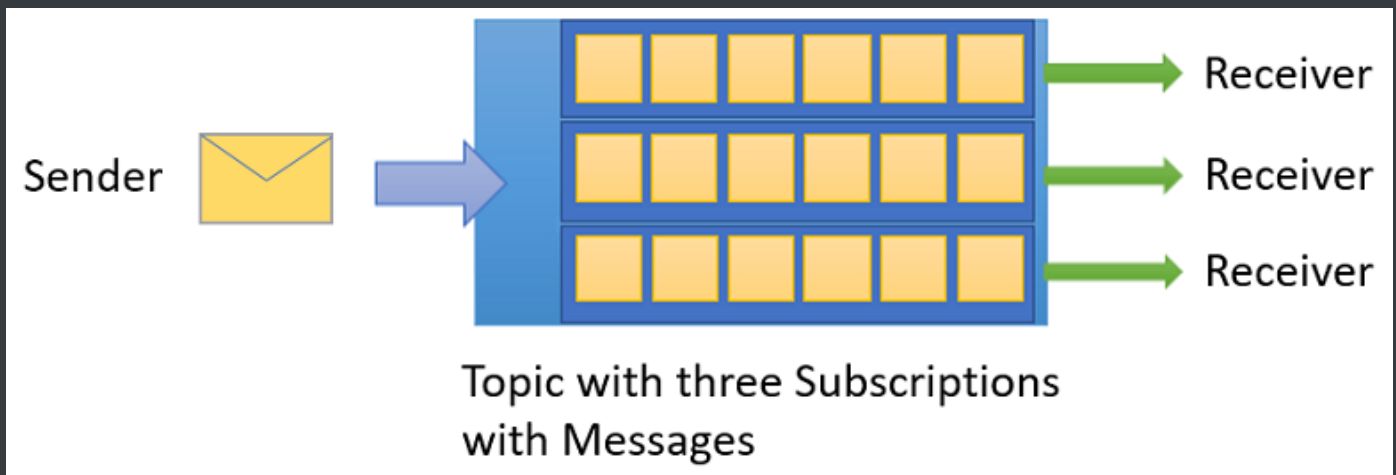 Sender
Receiver
Receiver
Receiver
Topic with three Subscriptions
with Messages